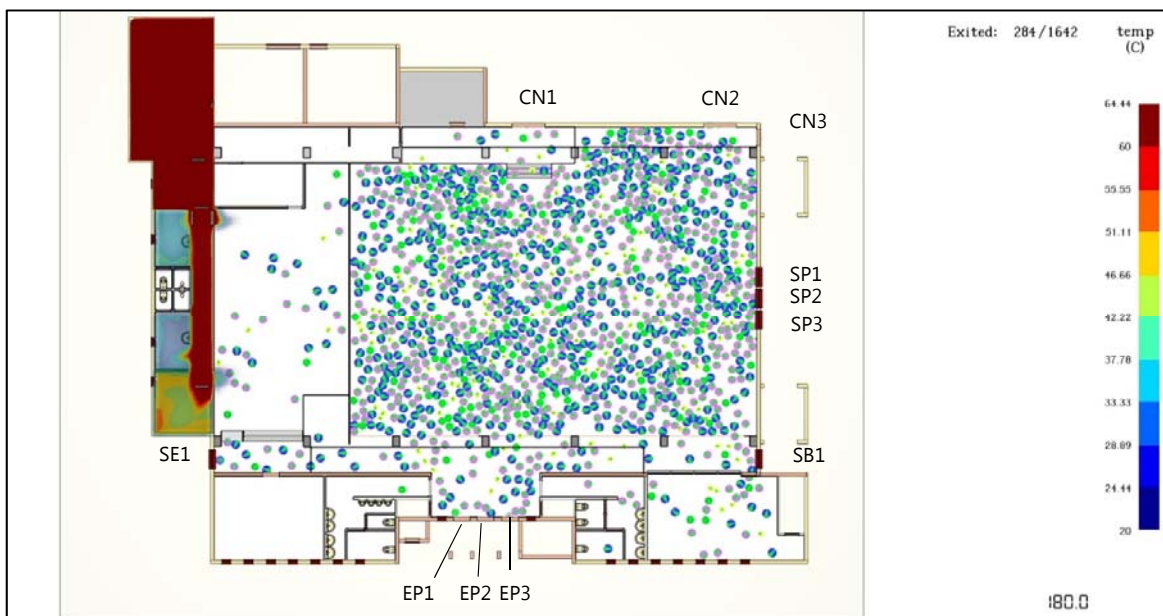 Exited: 284/1642
temp
(C)
CN1
CN2
CN3
64.44
60
55.55
51.11
46.66
42.22
37.78
33.33
28.89
24.44
20
SP1
SP2
SP3
SE1
SB1
EP1
EP2
EP3
180.0